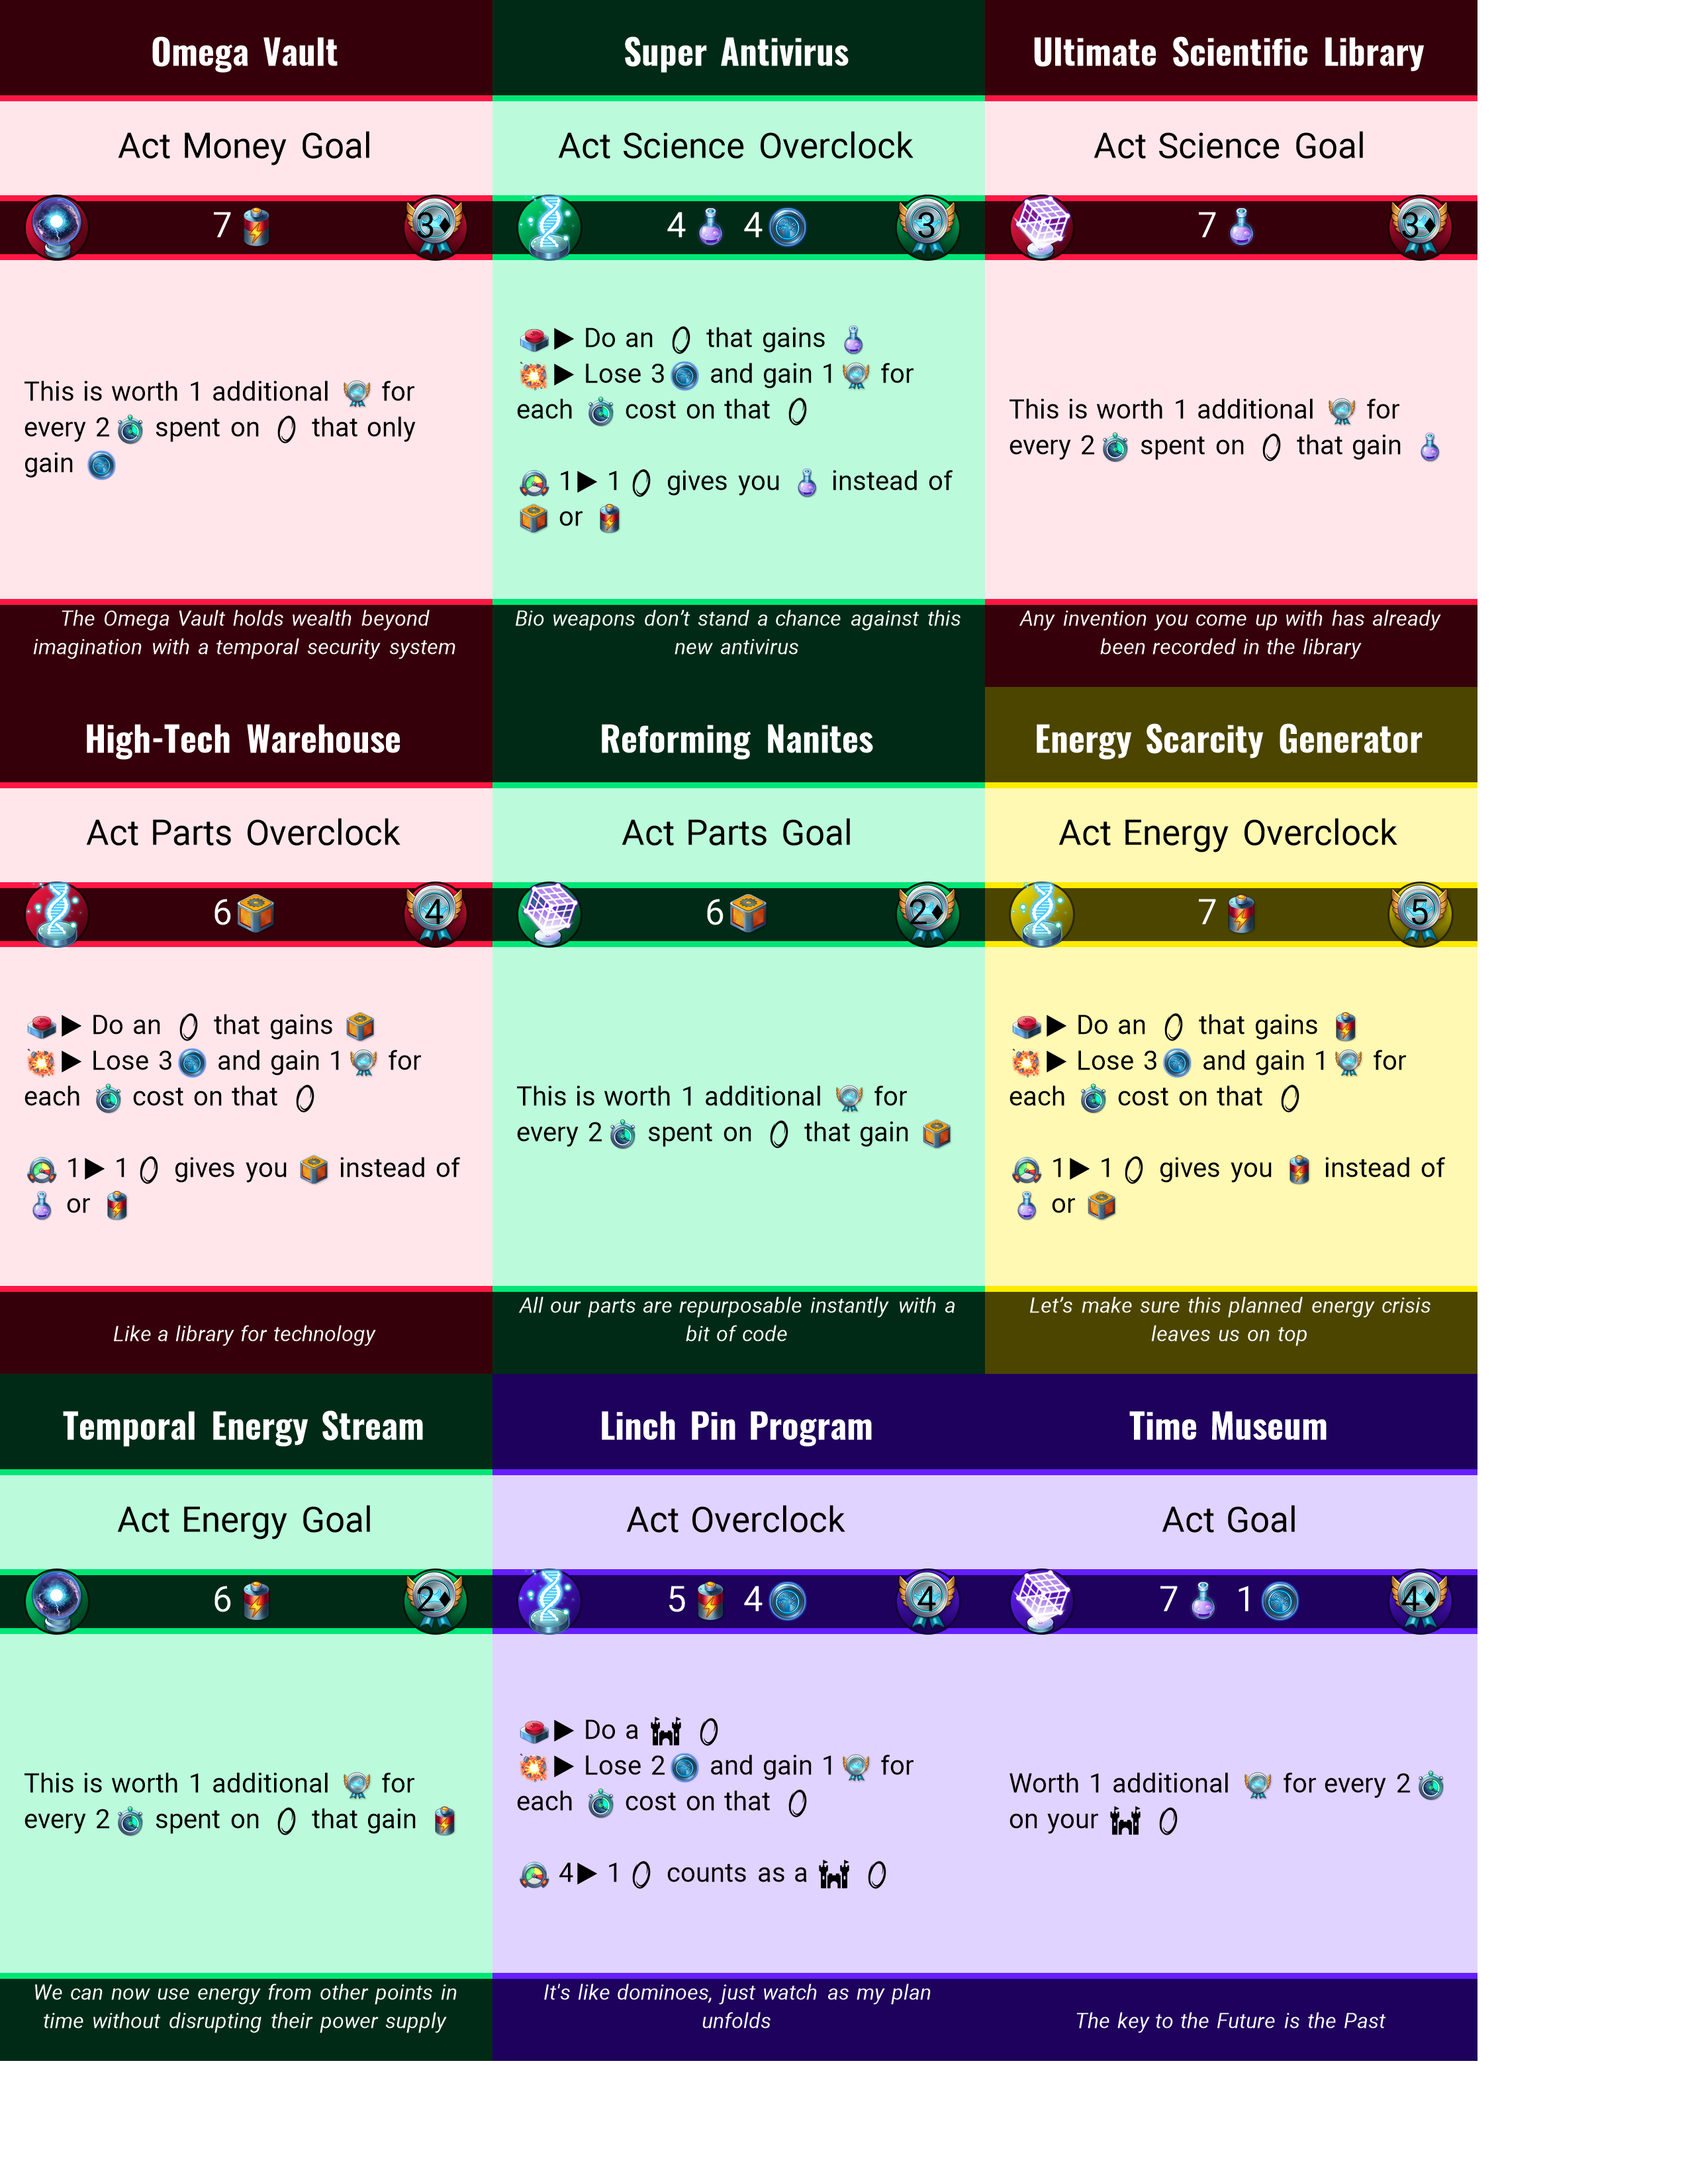 Omega Vault
Act Money Goal
7
3♦
This is worth 1 additional for
every 2 spent on that only
gain
The Omega Vault holds wealth beyond
imagination with a temporal security system
Super Antivirus
Act Science Overclock
4 4
3
▶ Do an that gains
▶ Lose 3 and gain 1 for
each cost on that
1▶ 1 gives you instead of
or
Bio weapons don’t stand a chance against this
new antivirus
Ultimate Scientific Library
Act Science Goal
7
3♦
This is worth 1 additional for
every 2 spent on that gain
Any invention you come up with has already
been recorded in the library
High-Tech Warehouse
Act Parts Overclock
6
4
▶ Do an that gains
▶ Lose 3 and gain 1 for
each cost on that
1▶ 1 gives you instead of
or
Like a library for technology
Reforming Nanites
Act Parts Goal
6
2♦
This is worth 1 additional for
every 2 spent on that gain
All our parts are repurposable instantly with a
bit of code
Energy Scarcity Generator
Act Energy Overclock
7
5
▶ Do an that gains
▶ Lose 3 and gain 1 for
each cost on that
1▶ 1 gives you instead of
or
Let’s make sure this planned energy crisis
leaves us on top
Temporal Energy Stream
Act Energy Goal
6
2♦
This is worth 1 additional for
every 2 spent on that gain
We can now use energy from other points in
time without disrupting their power supply
Linch Pin Program
Act Overclock
5 4
4
▶ Do a
▶ Lose 2 and gain 1 for
each cost on that
4▶ 1 counts as a
It's like dominoes, just watch as my plan
unfolds
Time Museum
Act Goal
7 1
4♦
Worth 1 additional for every 2
on your
The key to the Future is the Past